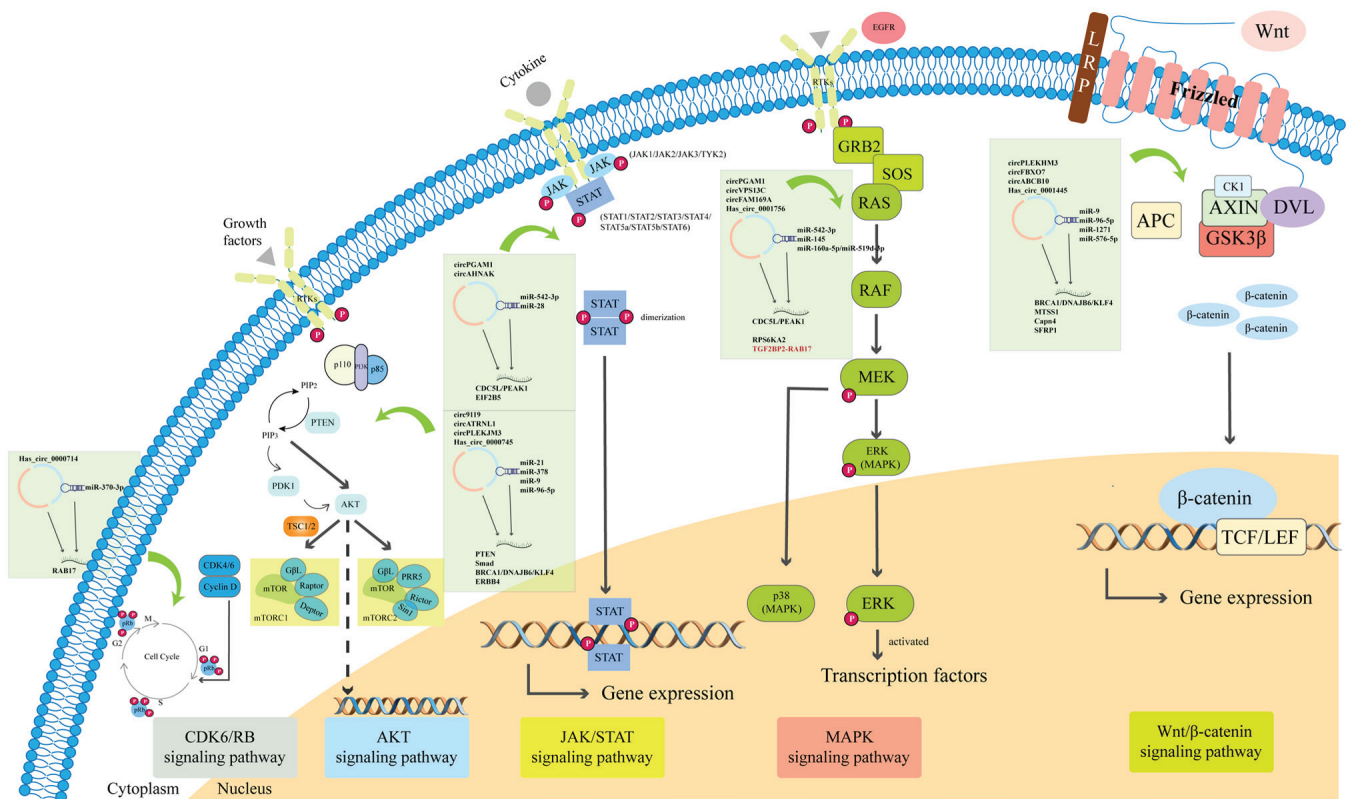 EGFR
Wnt
LRP
Frizzled
Cytokine
RTKs
P
P
GRB2
SOS
RAS
RAF
MEK
P
ERK
(MAPK)
P
p38
(MAPK)
ERK
P
activated
Transcription factors
JAK
JAK
P
P
STAT
P
(JAK1/JAK2/JAK3/TYK2)
(STAT1/STAT2/STAT3/STAT4/
STAT5a/STAT5b/STAT6)
STAT
P
P
STAT
dimerization
STAT
P
P
STAT
Gene expression
Growth
factors
RTKs
P
P
p110
PI3K
p85
PIP2
PTEN
PIP3
PDK1
AKT
TSC1/2
GβL
mTOR
Raptor
Deptor
mTORC1
GβL
PRR5
mTOR
Rictor
Sin1
mTORC2
circPGAM1
circAHNAK
miR-542-3p
miR-28
CDC5L/PEAK1
EIF2B5
circ9119
circATRNL1
circPLEKJM3
Has_circ_0000745
miR-21
miR-378
miR-9
miR-96-5p
PTEN
Smad
BRCA1/DNAJB6/KLF4
ERBB4
circPGAM1
circVPS13C
circFAM169A
Has_circ_0001756
miR-542-3p
miR-145
miR-160a-5p/miR-519d-3p
CDC5L/PEAK1
RPS6KA2
TGF2BP2-RAB17
circPLEKHM3
circFBXO7
circABCB10
Has_circ_0001445
miR-9
miR-96-5p
miR-1271
miR-576-5p
BRCA1/DNAJB6/KLF4
MTSS1
Capn4
SFRP1
APC
CK1
AXIN
DVL
GSK3β
β-catenin
β-catenin
β-catenin
β-catenin
TCF/LEF
Gene expression
Has_circ_0000714
miR-370-3p
RAB17
CDK4/6
Cyclin D
P
P
pRb
P
M
G2
Cell Cycle
G1
P
P
pRb
P
S
P
P
pRb
P
CDK6/RB
signaling pathway
AKT
signaling pathway
JAK/STAT
signaling pathway
MAPK
signaling pathway
Wnt/β-catenin
signaling pathway
Cytoplasm
Nucleus